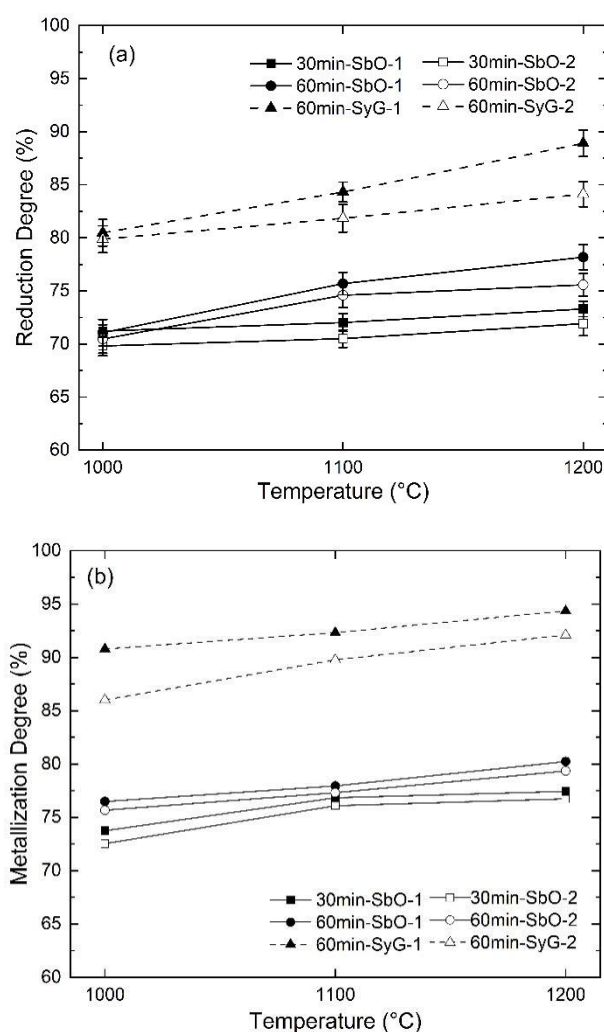 100
(a)
30min-SbO-1 30min-SbO-2
95
60min-SbO-1 60min-SbO-2
60min-SyG-1 60min-SyG-2
90
85
80
75
70
65
60
Reduction Degree (%)
1000 1100 1200
Temperature (°C)
100
(b)
95
90
85
80
75
70
65
60
Metallization Degree (%)
30min-SbO-1 30min-SbO-2
60min-SbO-1 60min-SbO-2
60min-SyG-1 60min-SyG-2
1000 1100 1200
Temperature (°C)